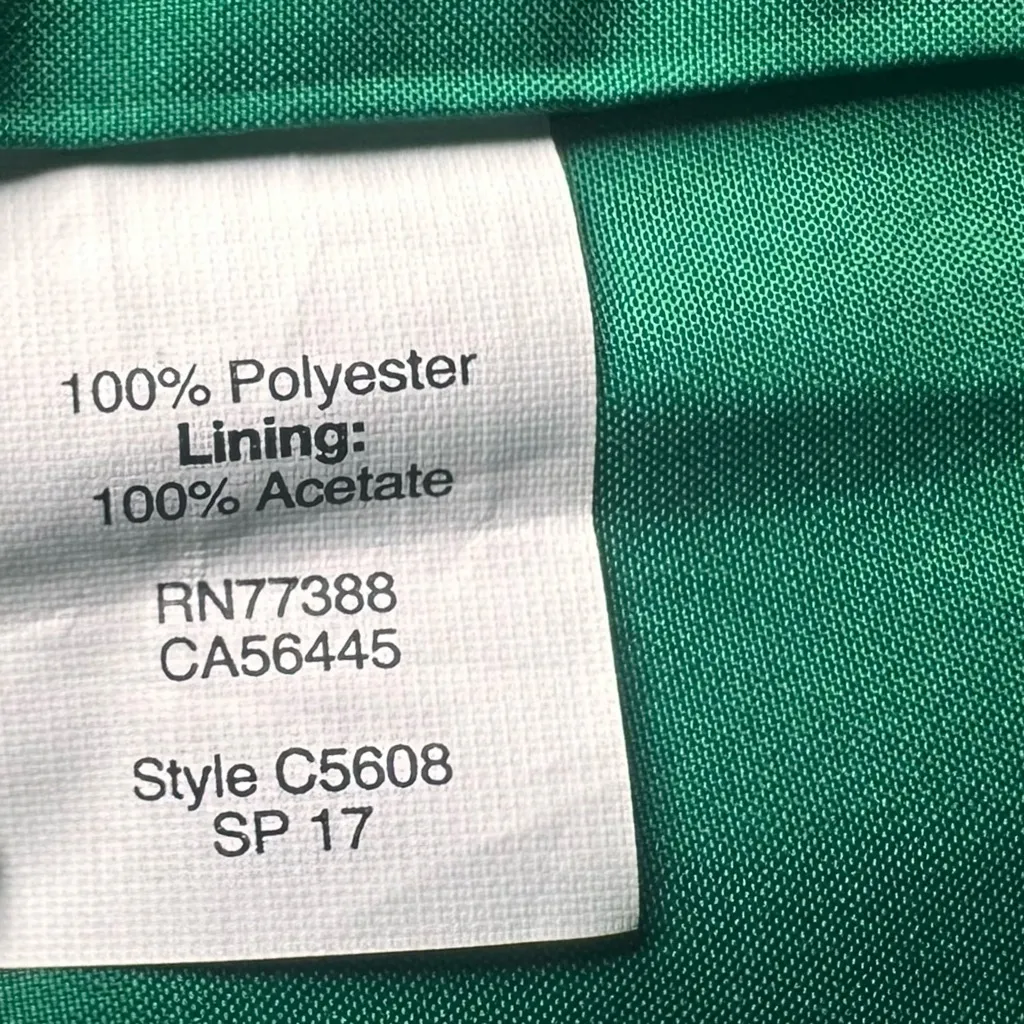 100% Polyester
Lining:
100% Acetate
RN77388
CA56445
Style C5608
SP 17